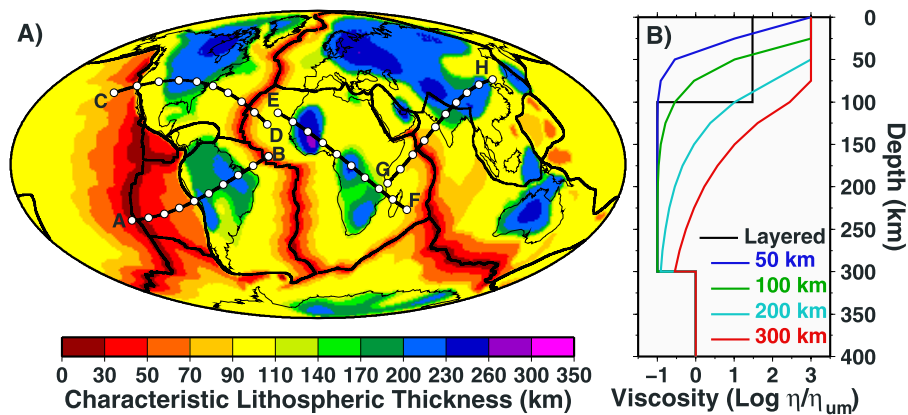 A)
C
D
E
B
A
G
F
H
0 30 50 70 90 110 140 170 200 230 260 300 350
Characteristic Lithospheric Thickness (km)
B)
0
50
100
150
200
250
300
350
400
Depth (km)
Layered
50 km
100 km
200 km
300 km
−1 0 1 2 3
Viscosity (Log η/ηum)